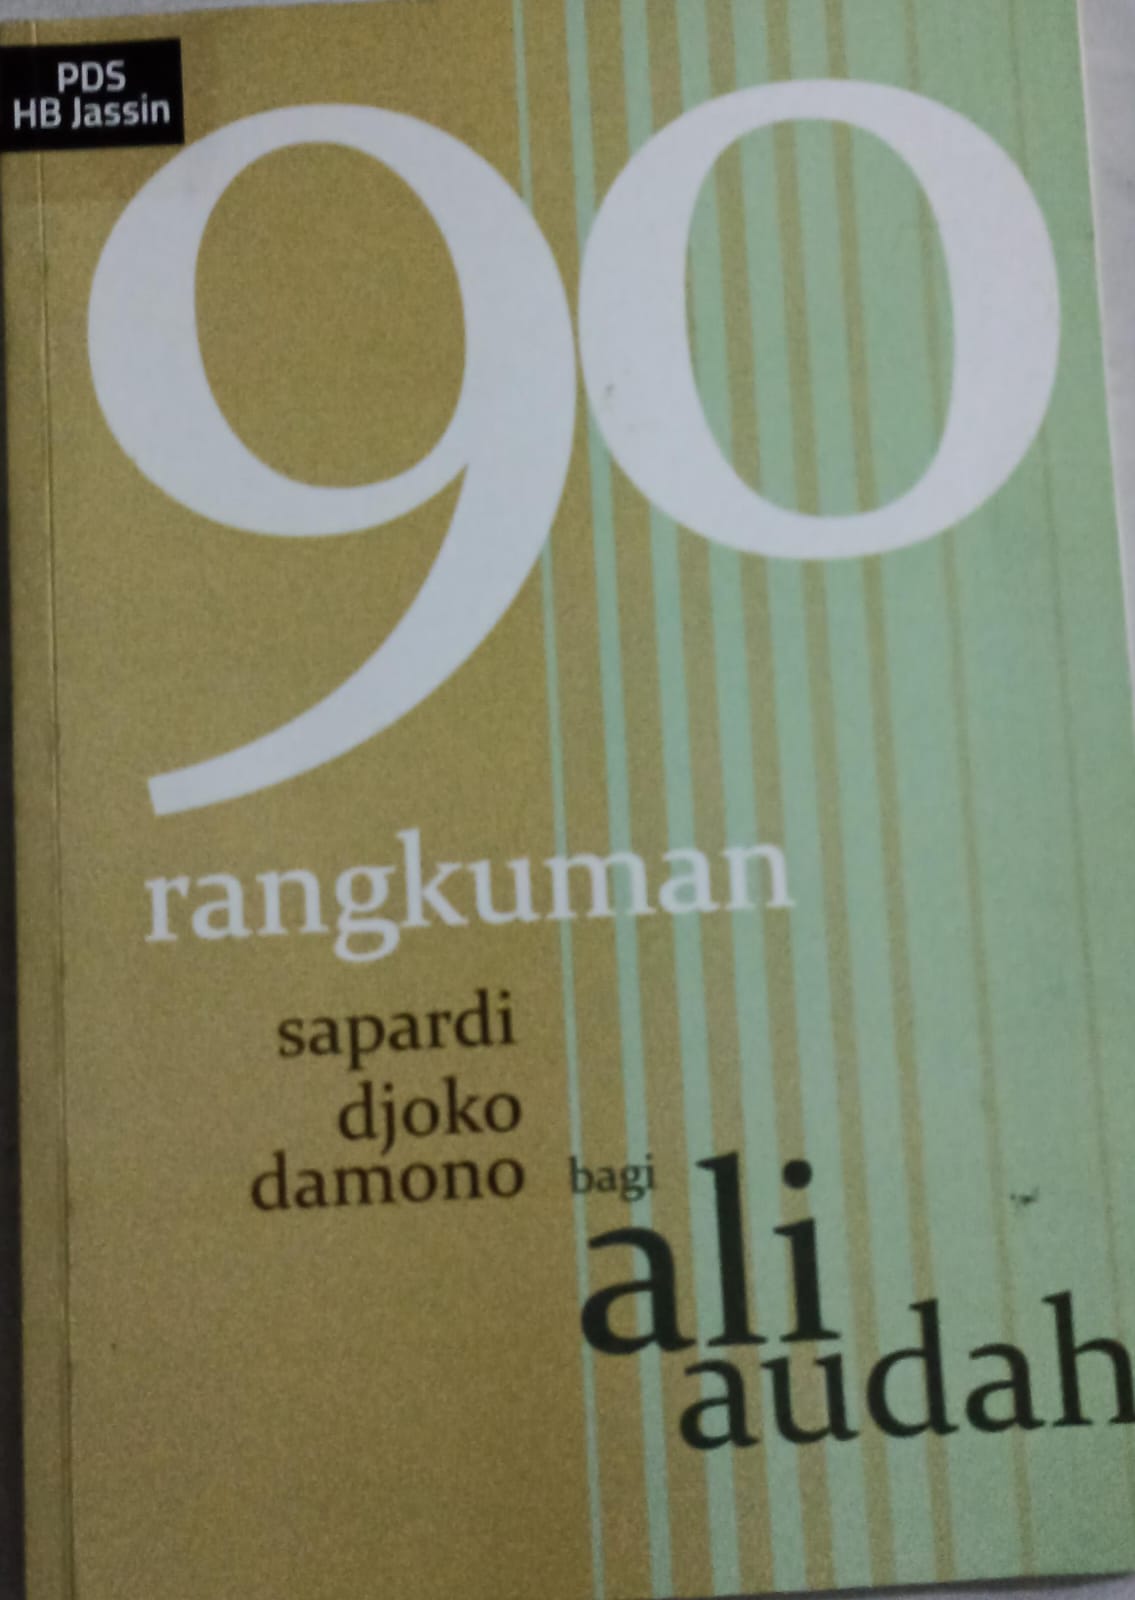 PDS
HB Jassin
90
rangkuman
sapardi
djoko
damono bagi
ali
audah